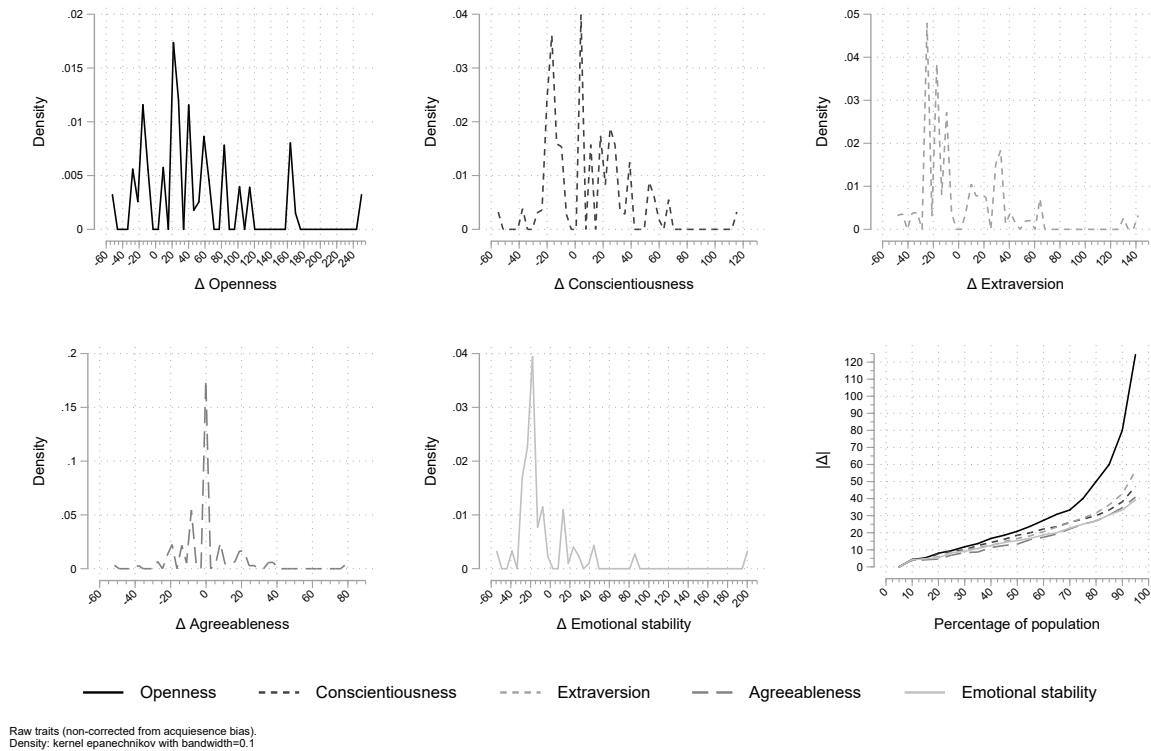 .02
.015
.01
.005
0
Density
-60 -40 -20 0 20 40 60 80 100 120 140 160 180 200 220 240
Δ Openness
.04
.03
.02
.01
0
Density
-60 -40 -20 0 20 40 60 80 100 120
Δ Conscientiousness
.05
.04
.03
.02
.01
0
Density
-60 -40 -20 0 20 40 60 80 100 120 140
Δ Extraversion
.2
.15
.1
.05
0
Density
-60 -40 -20 0 20 40 60 80
Δ Agreeableness
.04
.03
.02
.01
0
Density
-60 -40 -20 0 20 40 60 80 100 120 140 160 180 200
Δ Emotional stability
120
110
100
90
80
70
60
50
40
30
20
10
0
|Δ|
0 10 20 30 40 50 60 70 80 90 100
Percentage of population
Openness Conscientiousness Extraversion Agreeableness Emotional stability
Raw traits (non-corrected from acquiesence bias).
Density: kernel epanechnikov with bandwidth=0.1